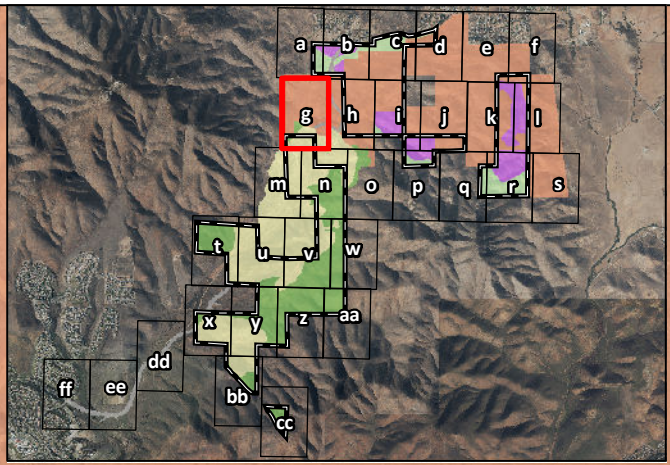 a b c d e f
g h i j k l
m n o p q r s
t u v w
x y z aa
bb
cc
dd
ee
ff